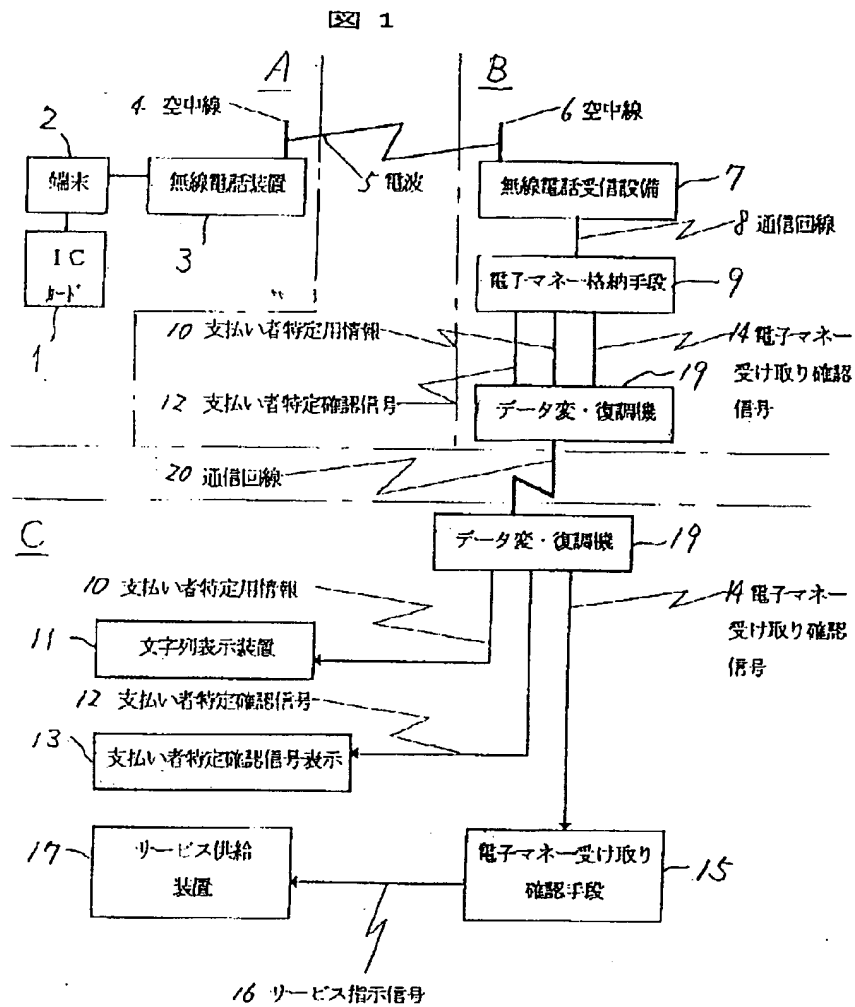 図 1
A
B
4 空中線
6 空中線
2
端末
無線電話装置
3
5 電波
無線電話受信設備
7
8 通信回線
IC
カード
1
電子マネー格納手段
9
10 支払い者特定用情報
12 支払い者特定確認信号
14 電子マネー
受け取り確認
信号
19
データ変・復調機
20 通信回線
C
データ変・復調機
19
10 支払い者特定用情報
14 電子マネー
受け取り確認
信号
11
文字列表示装置
12 支払い者特定確認信号
13
支払い者特定確認信号表示
17
サービス供給
装置
電子マネー受け取り
確認手段
15
16 サービス指示信号